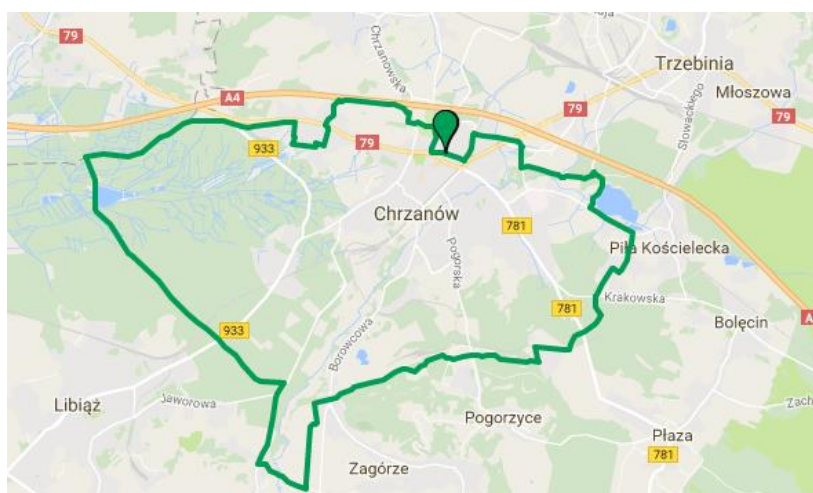 79
Chrzanowska
Trzebinia
Młoszowa
A4
79
79
Słowackiego
79
933
Chrzanów
781
Pogorska
Piła Kościelecka
Krakowska
781
Bolęcin
A
933
Borowcowa
Libiąż
Jaworowa
Pogorzyce
Zach
Płaza
781
Zagórze